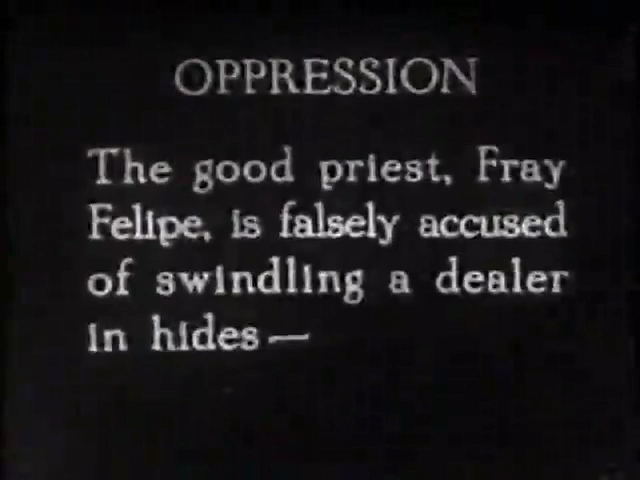 OPPRESSION
The good priest, Fray
Felipe, is falsely accused
of swindling a dealer
in hides—